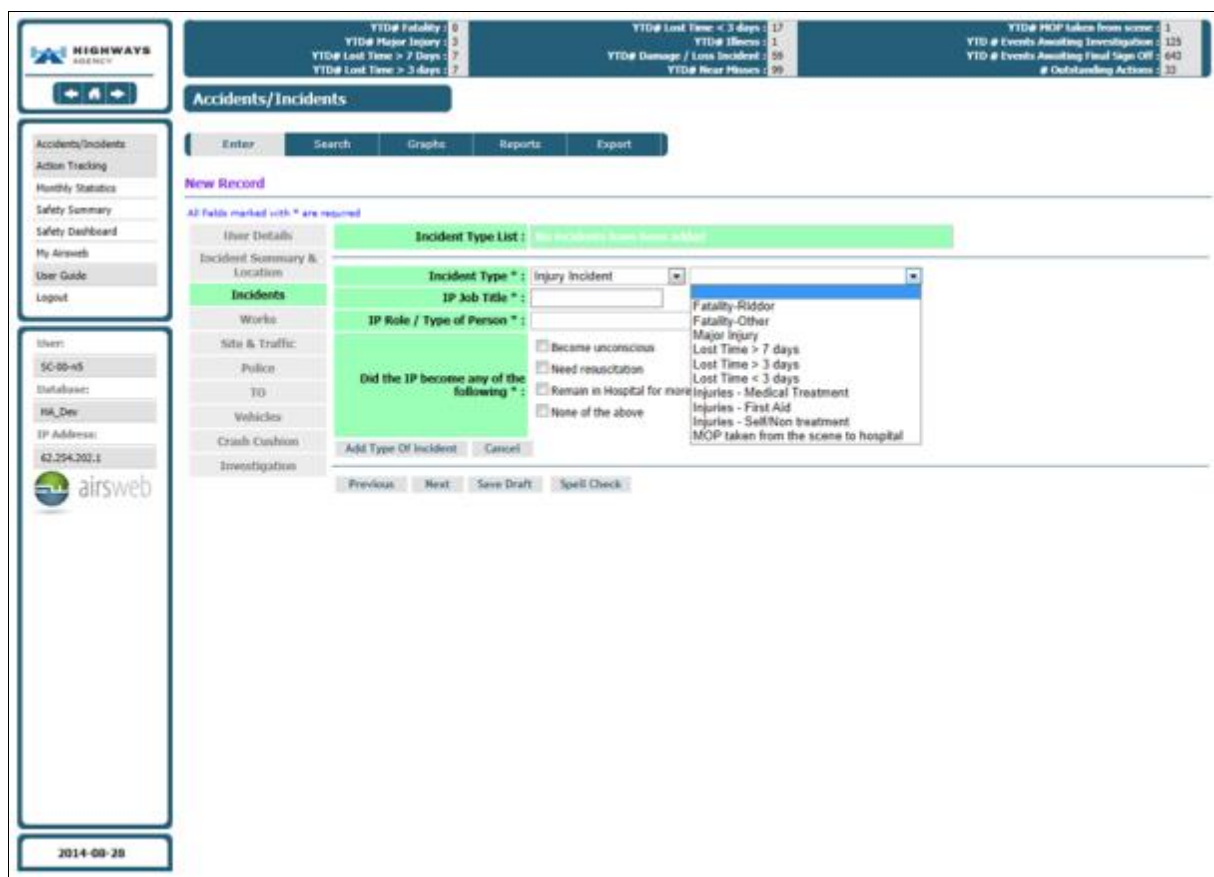 HIGHWAYS
AGENCY
YTD# Fatality : 0
YTD# Major Injury : 3
YTD# Lost Time > 7 Days : 7
YTD# Lost Time > 3 days : 7
YTD# Lost Time < 3 days : 17
YTD# Illness : 1
YTD# Damage / Loss Incident : 59
YTD# Near Misses : 99
YTD# MOP taken from scene : 1
YTD # Events Awaiting Investigation : 125
YTD # Events Awaiting Final Sign Off : 643
# Outstanding Actions : 33
Accidents/Incidents
Enter Search Graphs Reports Export
New Record
All fields marked with * are required
Accidents/Incidents
Action Tracking
Monthly Statistics
Safety Summary
Safety Dashboard
My Airsweb
User Guide
Logout
User:
SC-00-n5
Database:
HA_Dev
IP Address:
62.254.202.1
airsweb
2014-08-28
User Details
Incident Summary &
Location
Incidents
Works
Site & Traffic
Police
TO
Vehicles
Crash Cushion
Investigation
Incident Type List : No incidents have been added
Incident Type * : Injury Incident
IP Job Title * :
IP Role / Type of Person * :
Did the IP become any of the
following * :
Became unconscious
Need resuscitation
Remain in Hospital for more
None of the above
Fatality-Riddor
Fatality-Other
Major Injury
Lost Time > 7 days
Lost Time > 3 days
Lost Time < 3 days
Injuries - Medical Treatment
Injuries - First Aid
Injuries - Self/Non treatment
MOP taken from the scene to hospital
Add Type Of Incident Cancel
Previous Next Save Draft Spell Check